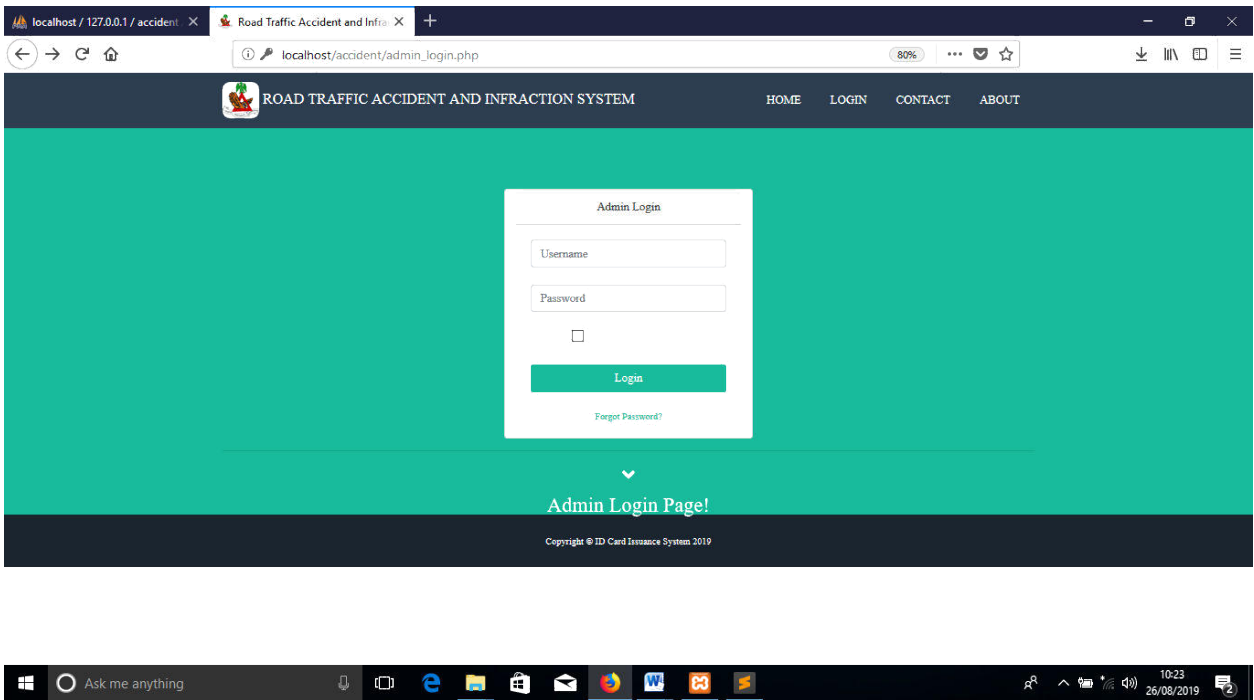 localhost / 127.0.0.1 / accident
Road Traffic Accident and Infra
localhost/accident/admin_login.php
80%
ROAD TRAFFIC ACCIDENT AND INFRACTION SYSTEM
HOME LOGIN CONTACT ABOUT
Admin Login
Username
Password
Login
Forgot Password?
Admin Login Page!
Copyright © ID Card Issuance System 2019
Ask me anything
10:23
26/08/2019
2